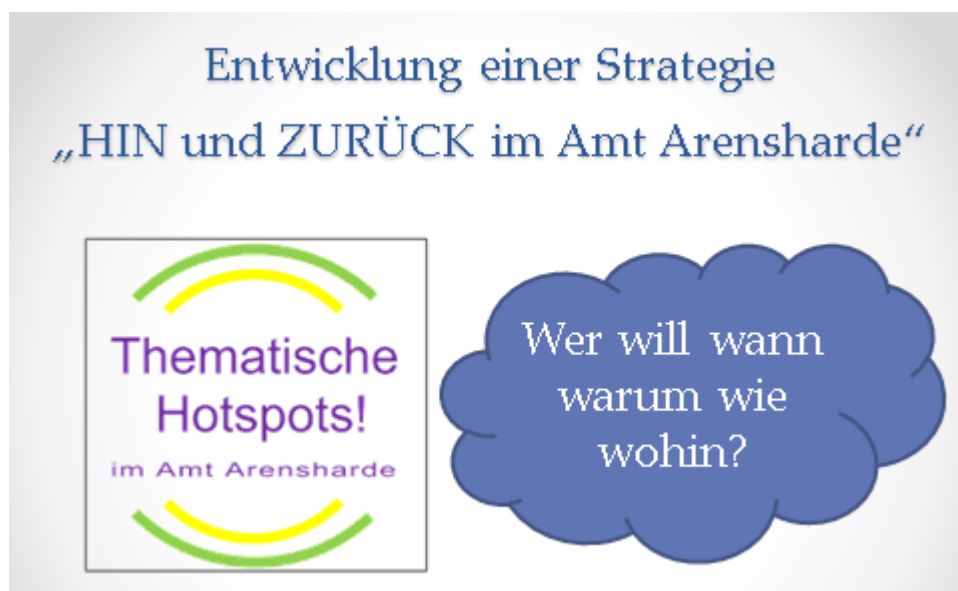 Entwicklung einer Strategie
„HIN und ZURÜCK im Amt Arensharde“
Thematische
Hotspots!
im Amt Arensharde
Wer will wann
warum wie
wohin?